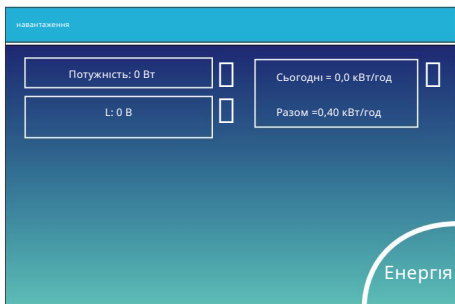 навантаження
Потужність: 0 Вт
L: 0 В
Сьогодні = 0,0 кВт/год
Разом =0,40 кВт/год
Енергія